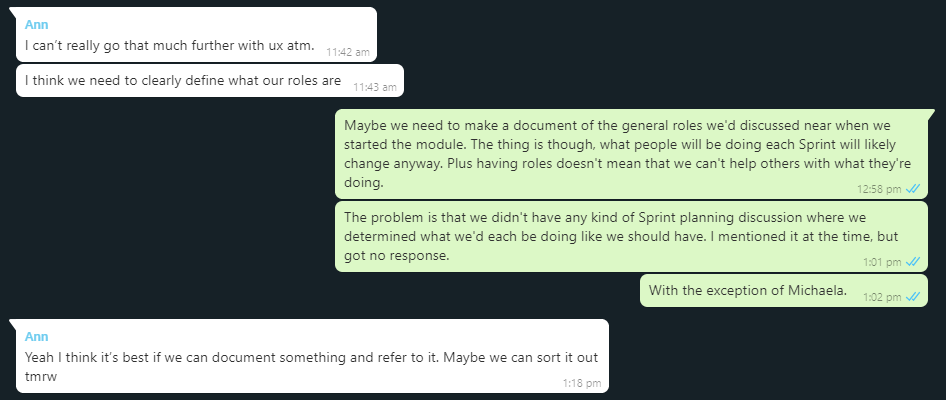 Ann
I can't really go that much further with ux atm.
11:42 am
I think we need to clearly define what our roles are
11:43 am
Maybe we need to make a document of the general roles we'd discussed near when we
started the module. The thing is though, what people will be doing each Sprint will likely
change anyway. Plus having roles doesn't mean that we can't help others with what they're
doing.
12:58 pm
The problem is that we didn't have any kind of Sprint planning discussion where we
determined what we'd each be doing like we should have. I mentioned it at the time, but
got no response.
1:01 pm
With the exception of Michaela.
1:02 pm
Ann
Yeah I think it's best if we can document something and refer to it. Maybe we can sort it out
tmrw
1:18 pm